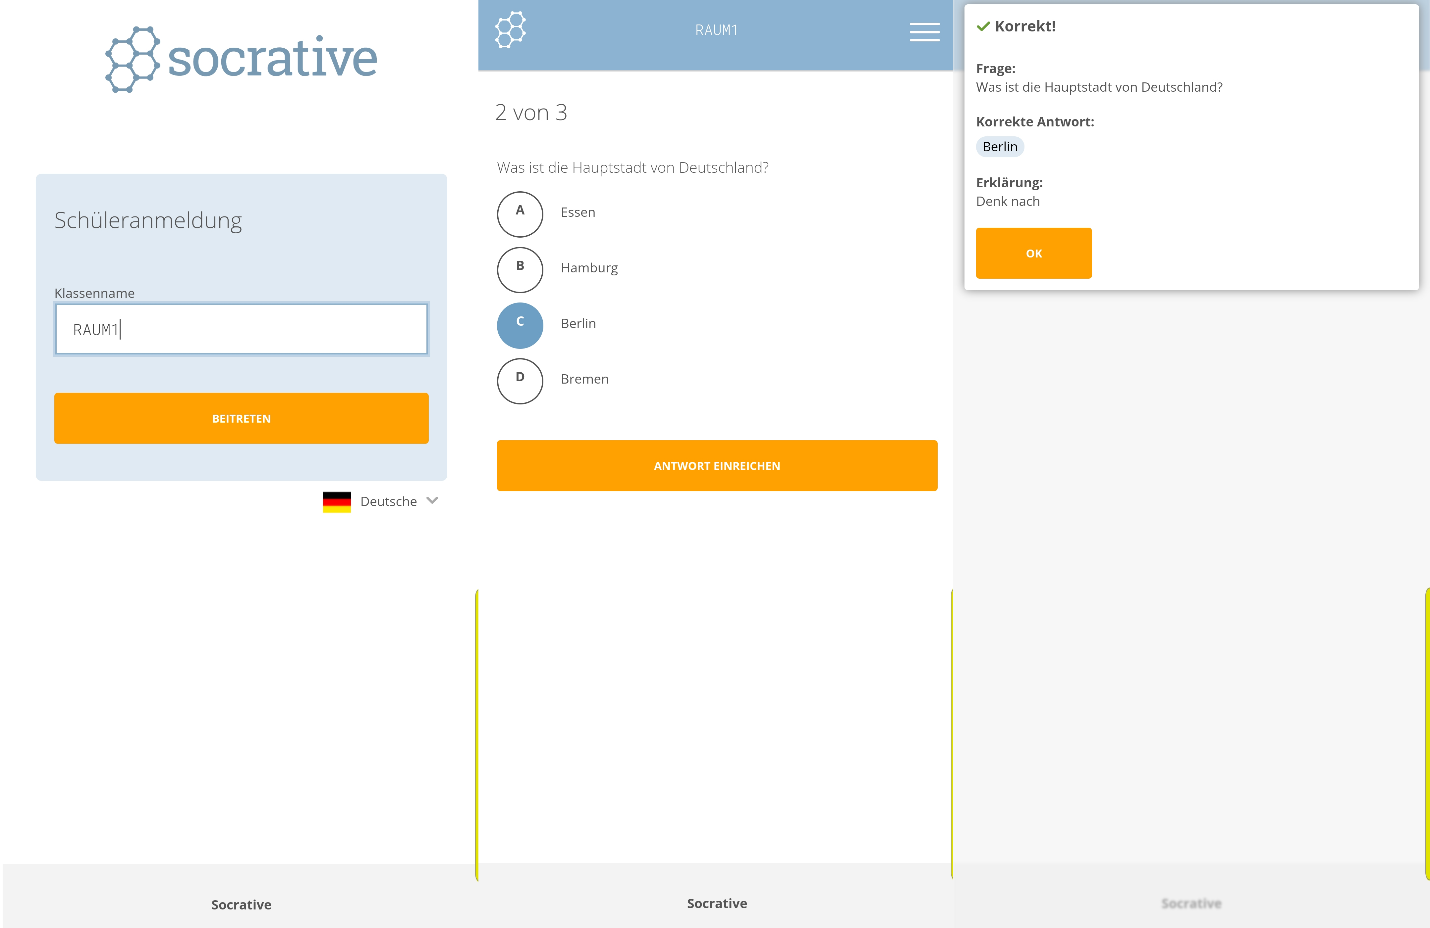 socrative
Schüleranmeldung
Klassenname
RAUM1
BEITRETEN
Deutsche
Socrative
RAUM1
2 von 3
Was ist die Hauptstadt von Deutschland?
A Essen
B Hamburg
C Berlin
D Bremen
ANTWORT EINREICHEN
Socrative
Korrekt!
Frage:
Was ist die Hauptstadt von Deutschland?
Korrekte Antwort:
Berlin
Erklärung:
Denk nach
OK
Socrative